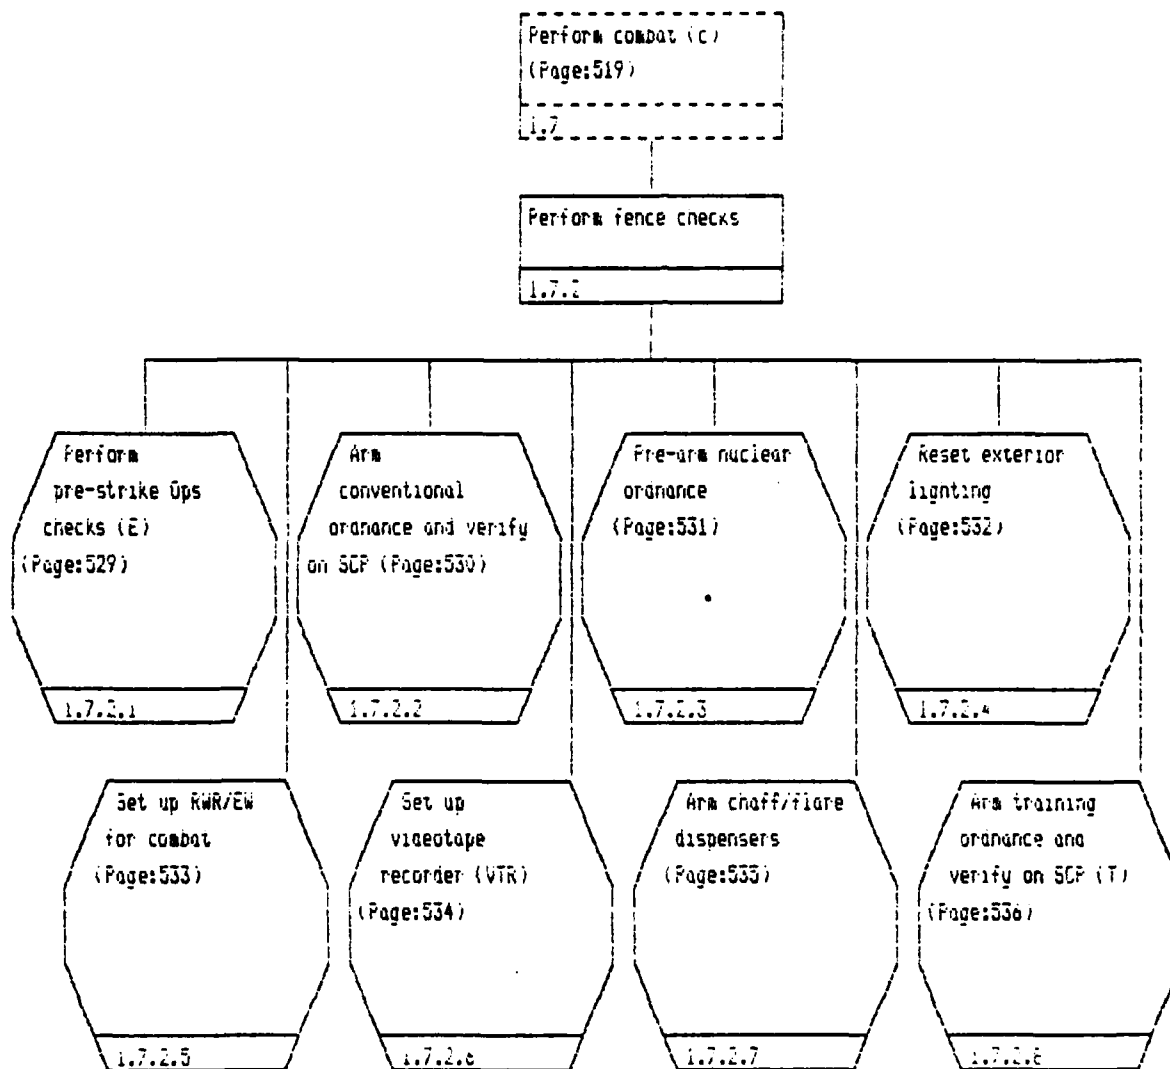 Perform combat (c)
(Page:519)
1.7
Perform fence checks
1.7.2
Perform
pre-strike Ops
checks (E)
(Page:529)
1.7.2.1
Arm
conventional
ordnance and verify
on SCP (Page:530)
1.7.2.2
Pre-arm nuclear
ordnance
(Page:531)
1.7.2.3
Reset exterior
lighting
(Page:532)
1.7.2.4
Set up RWR/EW
for combat
(Page:533)
1.7.2.5
Set up
videotape
recorder (VTR)
(Page:534)
1.7.2.6
Arm chaff/flare
dispensers
(Page:535)
1.7.2.7
Arm training
ordnance and
verify on SCP (T)
(Page:536)
1.7.2.8